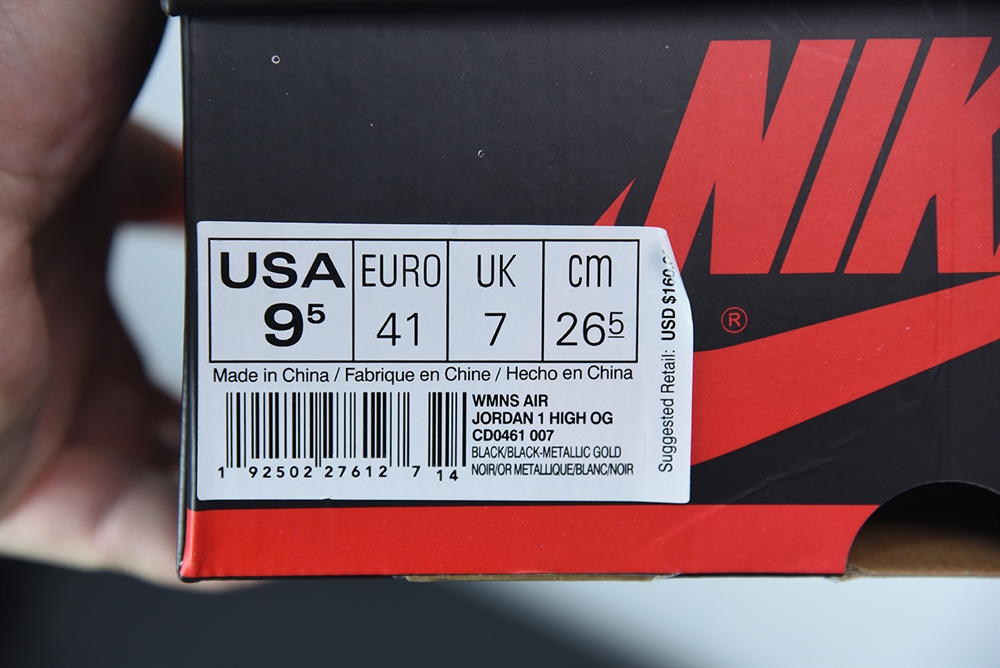 NIK
®
USA EURO UK cm
9⁵ 41 7 26⁵
Made in China / Fabrique en Chine / Hecho en China
WMNS AIR
JORDAN 1 HIGH OG
CD0461 007
BLACK/BLACK-METALLIC GOLD
NOIR/OR METALLIQUE/BLANC/NOIR
1 92502 27612 7 14
Suggested Retail: USD